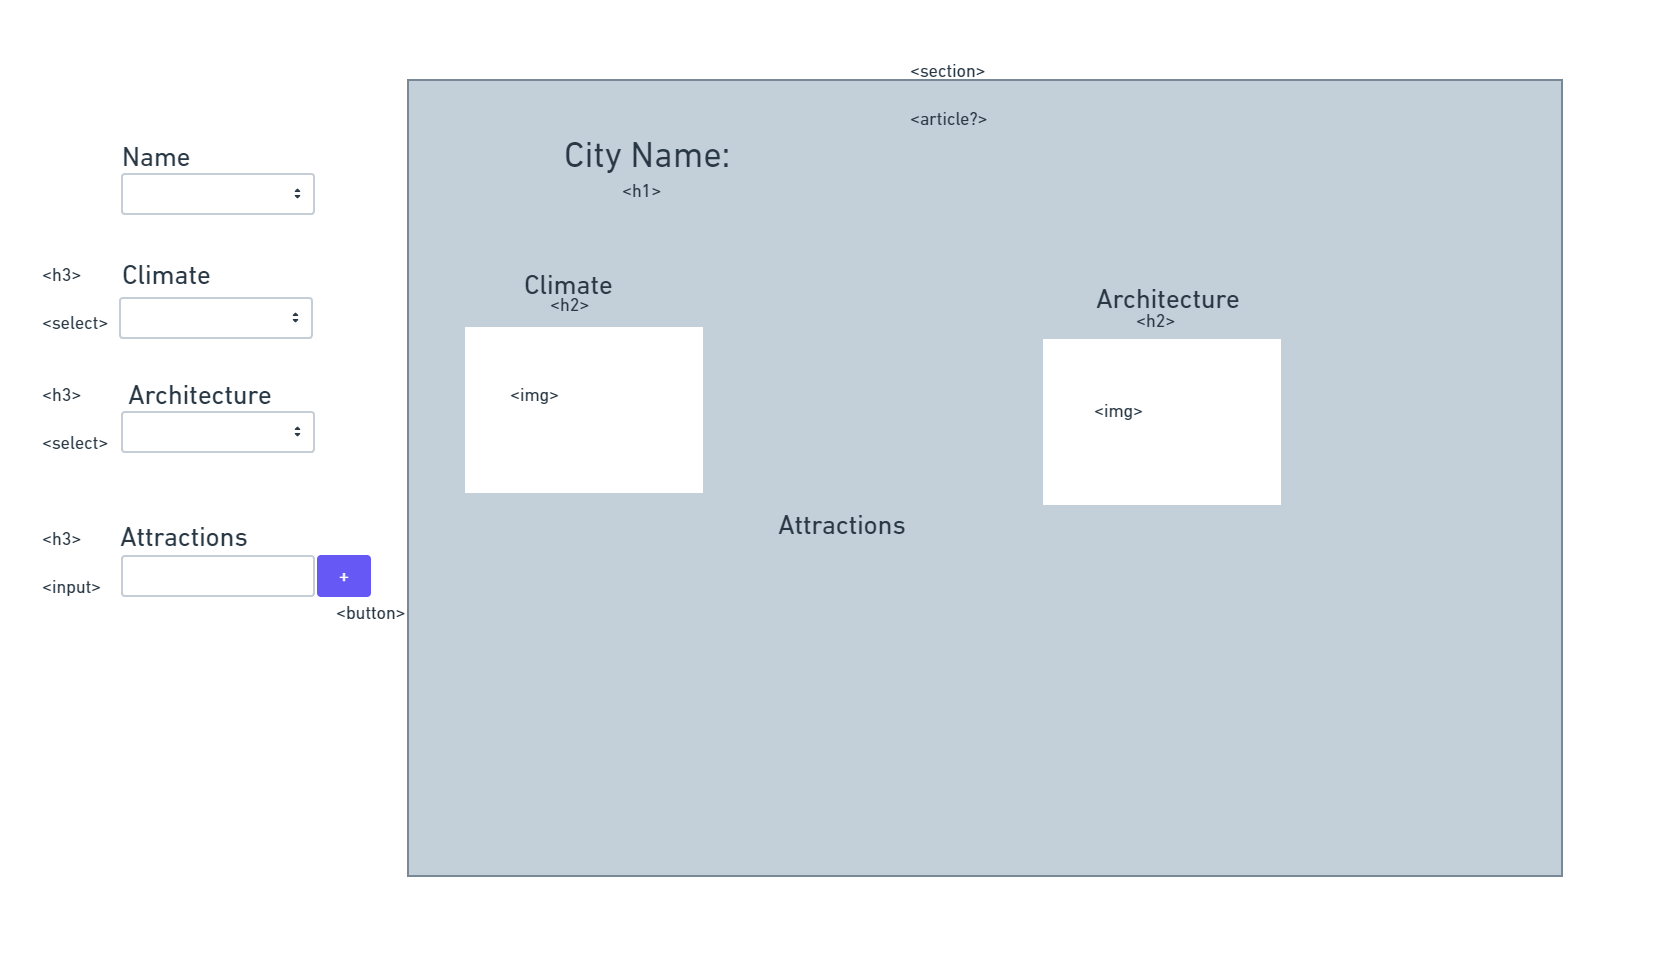 Name
<h3>
Climate
<select>
<h3>
Architecture
<select>
<h3>
Attractions
<input>
+
<button>
<section>
<article?>
City Name:
<h1>
Climate
<h2>
<img>
Architecture
<h2>
<img>
Attractions